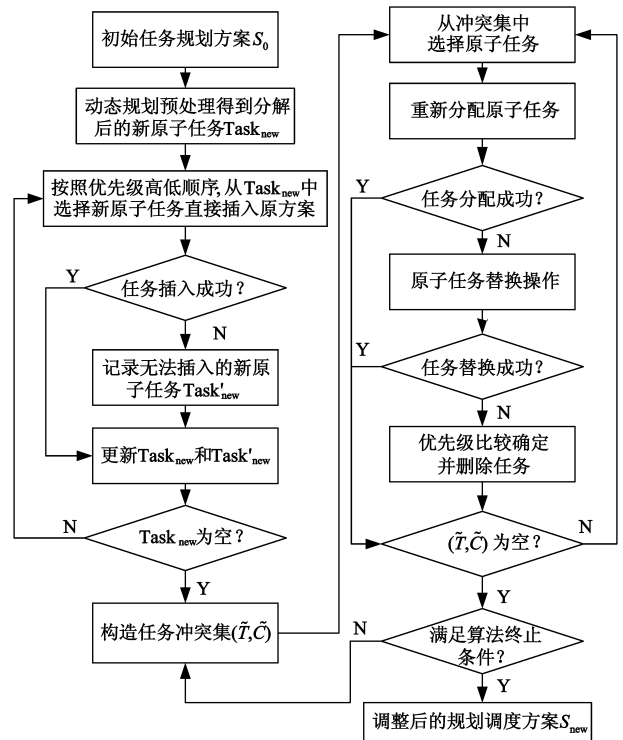 初始任务规划方案S₀
动态规划预处理得到分解
后的新原子任务Task_new
按照优先级高低顺序,从Task_new中
选择新原子任务直接插入原方案
Y
任务插入成功？
N
记录无法插入的新原
子任务Task'_new
更新Task_new和Task'_new
N
Task_new为空？
Y
构造任务冲突集(T̃,C̃)
从冲突集中
选择原子任务
重新分配原子任务
Y
任务分配成功？
N
原子任务替换操作
Y
任务替换成功？
N
优先级比较确定
并删除任务
(T̃,C̃)为空？
N
Y
N
满足算法终止
条件？
Y
调整后的规划调度方案S_new